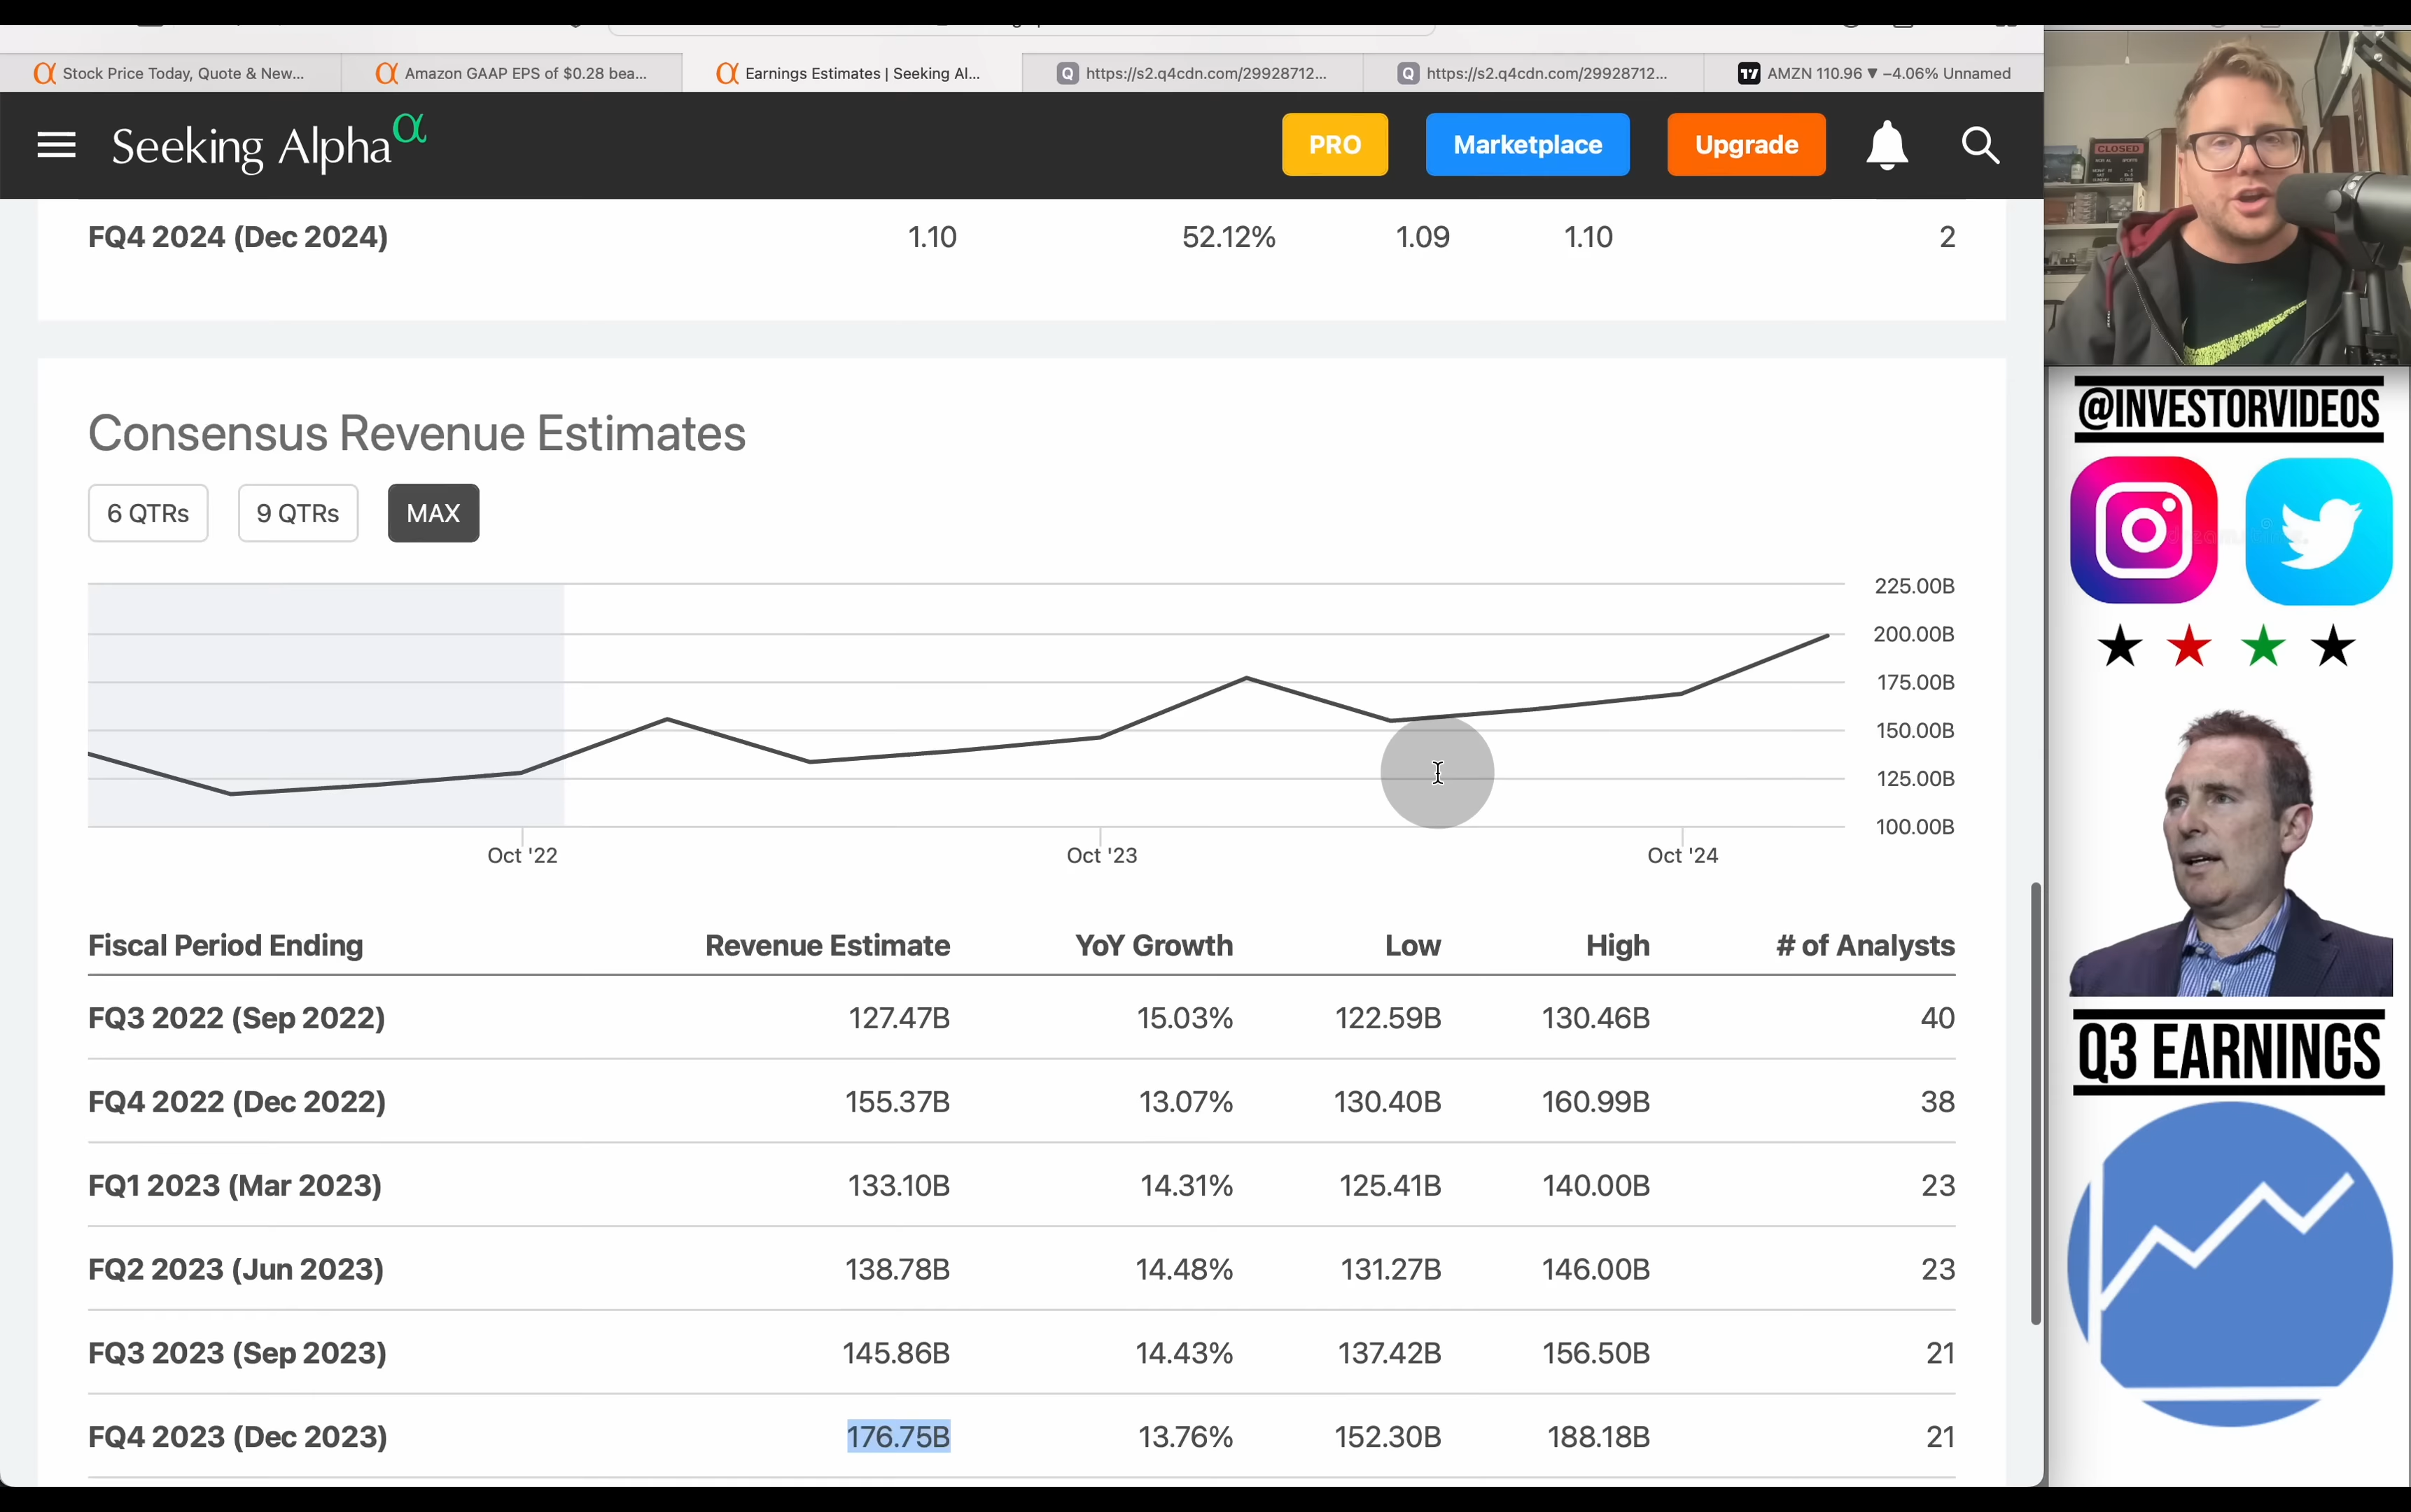 Stock Price Today, Quote & New...
Amazon GAAP EPS of $0.28 bea...
Earnings Estimates | Seeking Al...
https://s2.q4cdn.com/29928712...
https://s2.q4cdn.com/29928712...
AMZN 110.96 ▼ −4.06% Unnamed
Seeking Alpha α
PRO
Marketplace
Upgrade
CLOSED
FQ4 2024 (Dec 2024) 1.10 52.12% 1.09 1.10 2
@INVESTORVIDEOS
Consensus Revenue Estimates
6 QTRs 9 QTRs MAX
225.00B
200.00B
175.00B
150.00B
125.00B
100.00B
Oct '22 Oct '23 Oct '24
Fiscal Period Ending Revenue Estimate YoY Growth Low High # of Analysts
FQ3 2022 (Sep 2022) 127.47B 15.03% 122.59B 130.46B 40
FQ4 2022 (Dec 2022) 155.37B 13.07% 130.40B 160.99B 38
FQ1 2023 (Mar 2023) 133.10B 14.31% 125.41B 140.00B 23
FQ2 2023 (Jun 2023) 138.78B 14.48% 131.27B 146.00B 23
FQ3 2023 (Sep 2023) 145.86B 14.43% 137.42B 156.50B 21
FQ4 2023 (Dec 2023) 176.75B 13.76% 152.30B 188.18B 21
Q3 EARNINGS